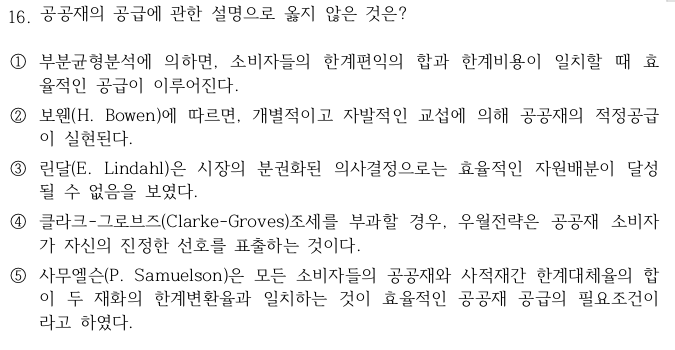 16. 공공재의 공급에 관한 설명으로 옳지 않은 것은?
① 부분균형분석에 의하면, 소비자들의 한계편익의 합과 한계비용이 일치할 때 효
율적인 공급이 이루어진다.
② 보웬(H. Bowen)에 따르면, 개별적이고 자발적인 교섭에 의해 공공재의 적정공급
이 실현된다.
③ 린달(E. Lindahl)은 시장의 분권화된 의사결정으로는 효율적인 자원배분이 달성
될 수 없음을 보였다.
④ 클라크-그로브즈(Clarke-Groves)조세를 부과할 경우, 우월전략은 공공재 소비자
가 자신의 진정한 선호를 표출하는 것이다.
⑤ 사무엘슨(P. Samuelson)은 모든 소비자들의 공공재와 사적재간 한계대체율의 합
이 두 재화의 한계변환율과 일치하는 것이 효율적인 공공재 공급의 필요조건이
라고 하였다.